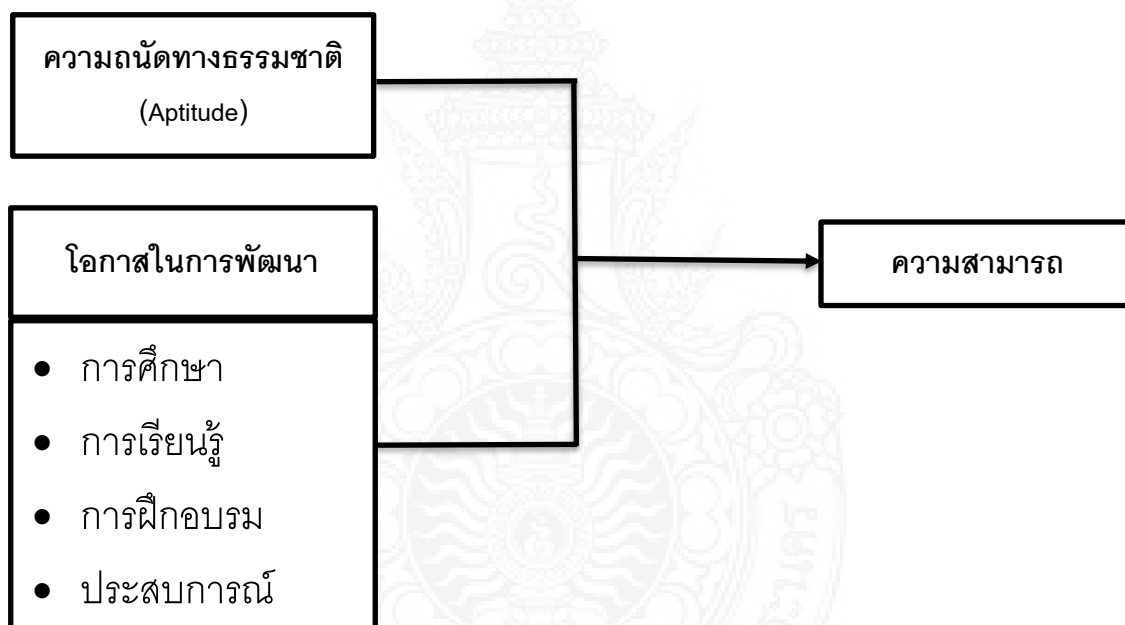 ความถนัดทางธรรมชาติ
(Aptitude)
โอกาสในการพัฒนา
ความสามารถ
• การศึกษา
• การเรียนรู้
• การฝึกอบรม
• ประสบการณ์